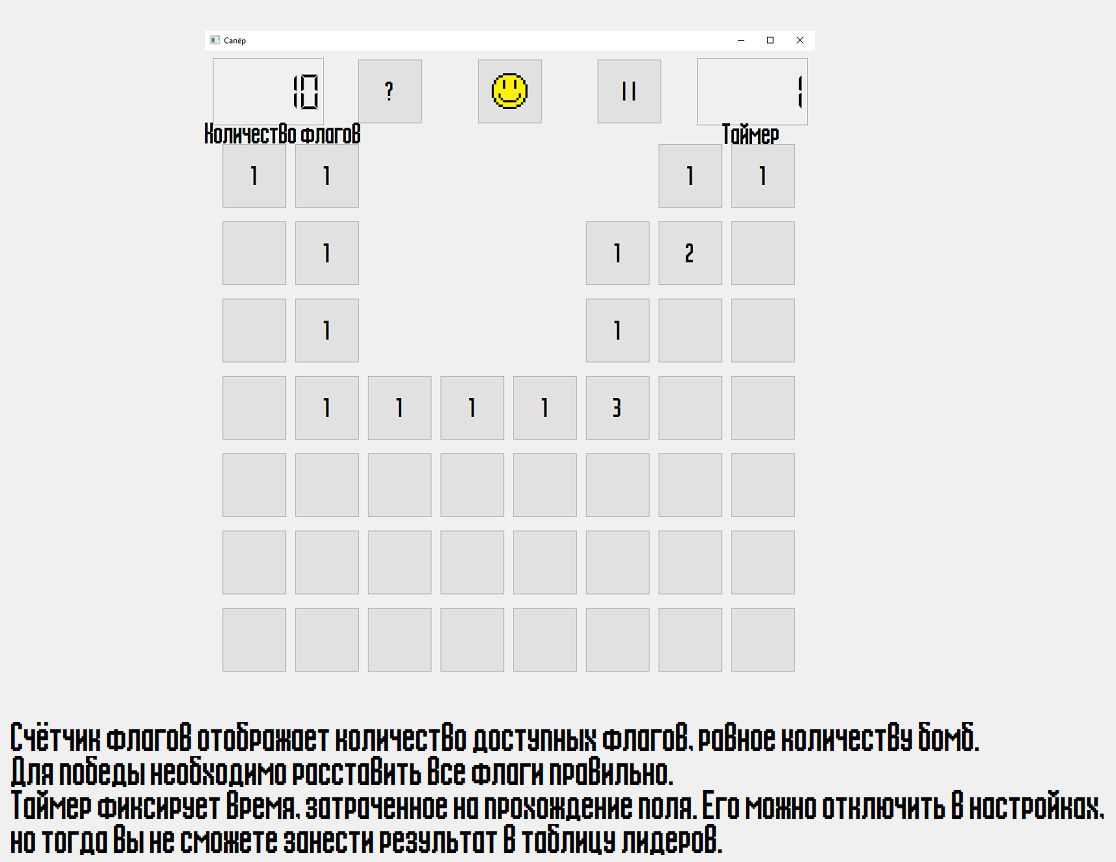 Сапёр
10 ? 1
Количество флагов Таймер
1 1 1 1
1 1 2
1 1
1 1 1 1 3
Счётчик флагов отображает количество доступных флагов, равное количеству бомб.
Для победы необходимо расставить все флаги правильно.
Таймер фиксирует время, затраченное на прохождение поля. Его можно отключить в настройках,
но тогда вы не сможете занести результат в таблицу лидеров.